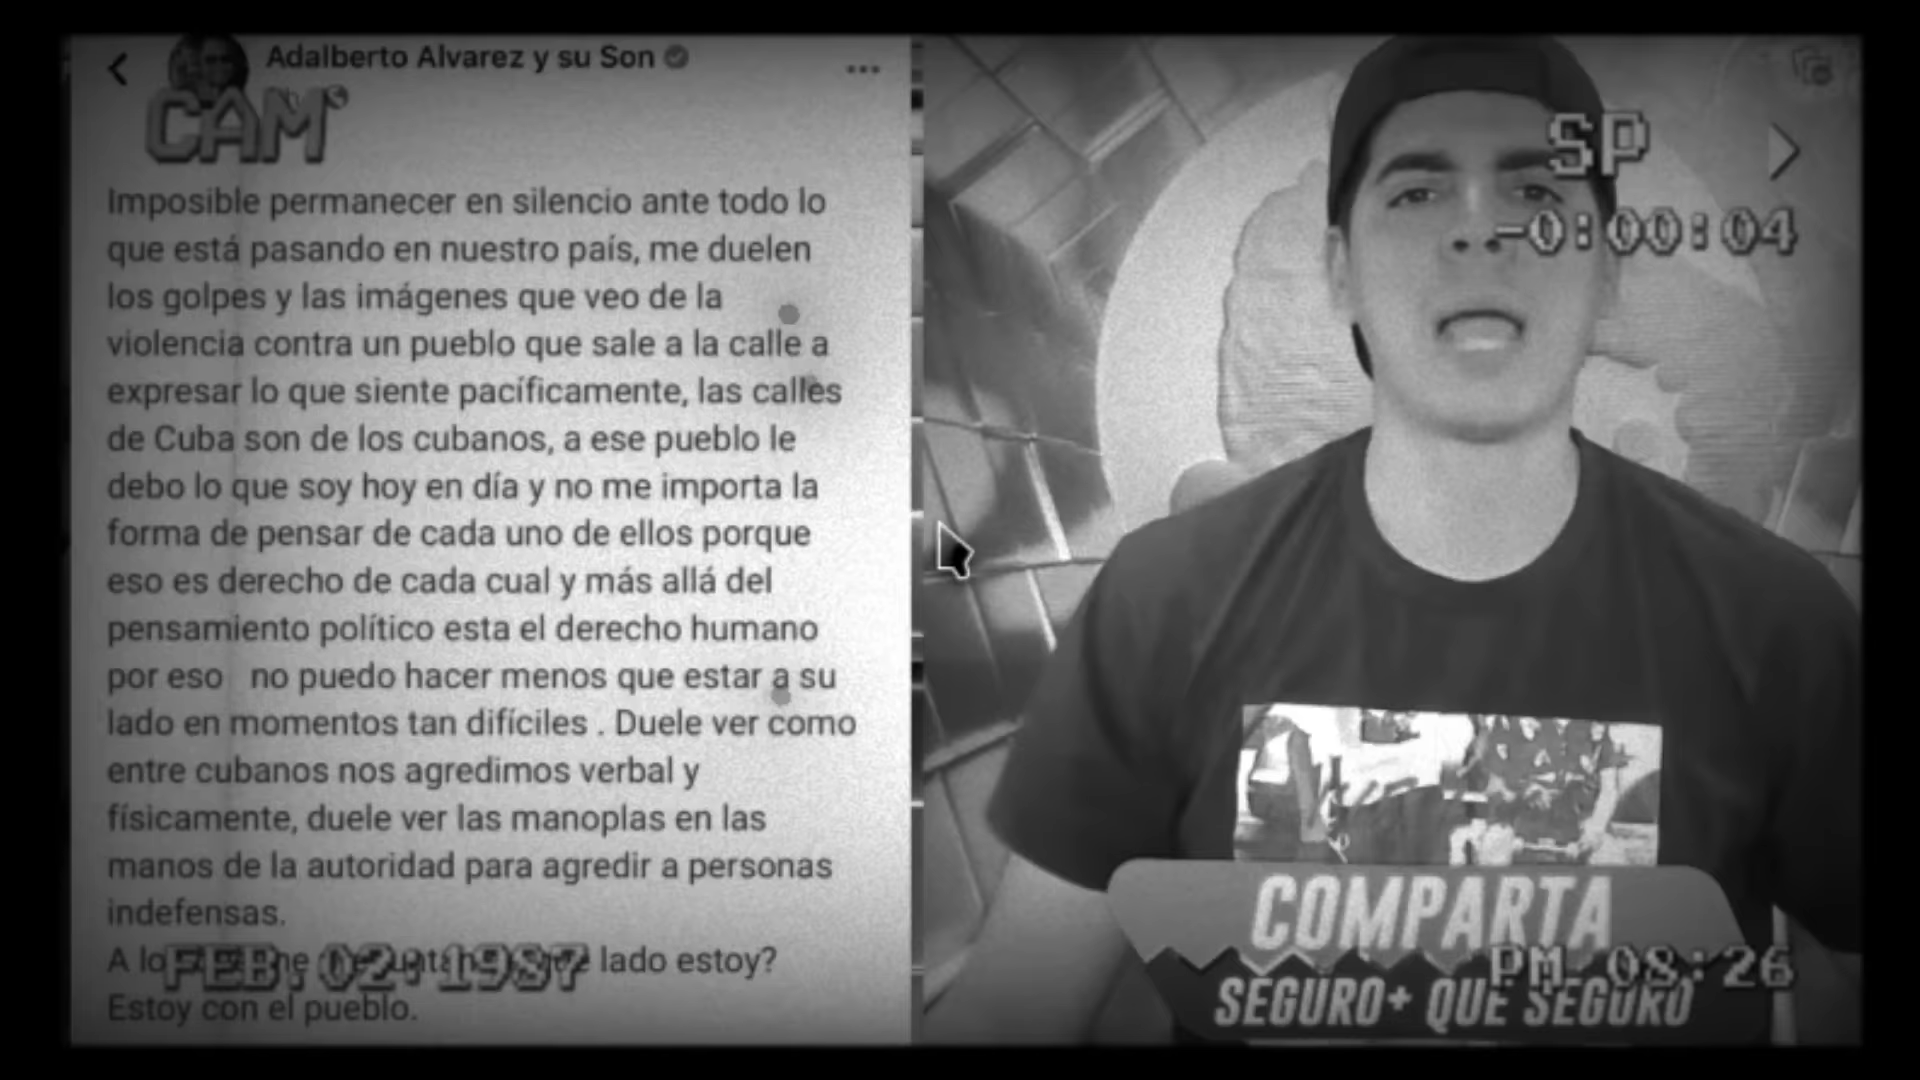 Adalberto Alvarez y su Son
CAM
Imposible permanecer en silencio ante todo lo
que está pasando en nuestro país, me duelen
los golpes y las imágenes que veo de la
violencia contra un pueblo que sale a la calle a
expresar lo que siente pacíficamente, las calles
de Cuba son de los cubanos, a ese pueblo le
debo lo que soy hoy en día y no me importa la
forma de pensar de cada uno de ellos porque
eso es derecho de cada cual y más allá del
pensamiento político esta el derecho humano
por eso no puedo hacer menos que estar a su
lado en momentos tan difíciles . Duele ver como
entre cubanos nos agredimos verbal y
físicamente, duele ver las manoplas en las
manos de la autoridad para agredir a personas
indefensas.
A lo lado estoy?
FEB. 02. 1987
Estoy con el pueblo.
SP
-0:00:04
COMPARTA
PM 08:26
SEGURO+ QUE SEGURO